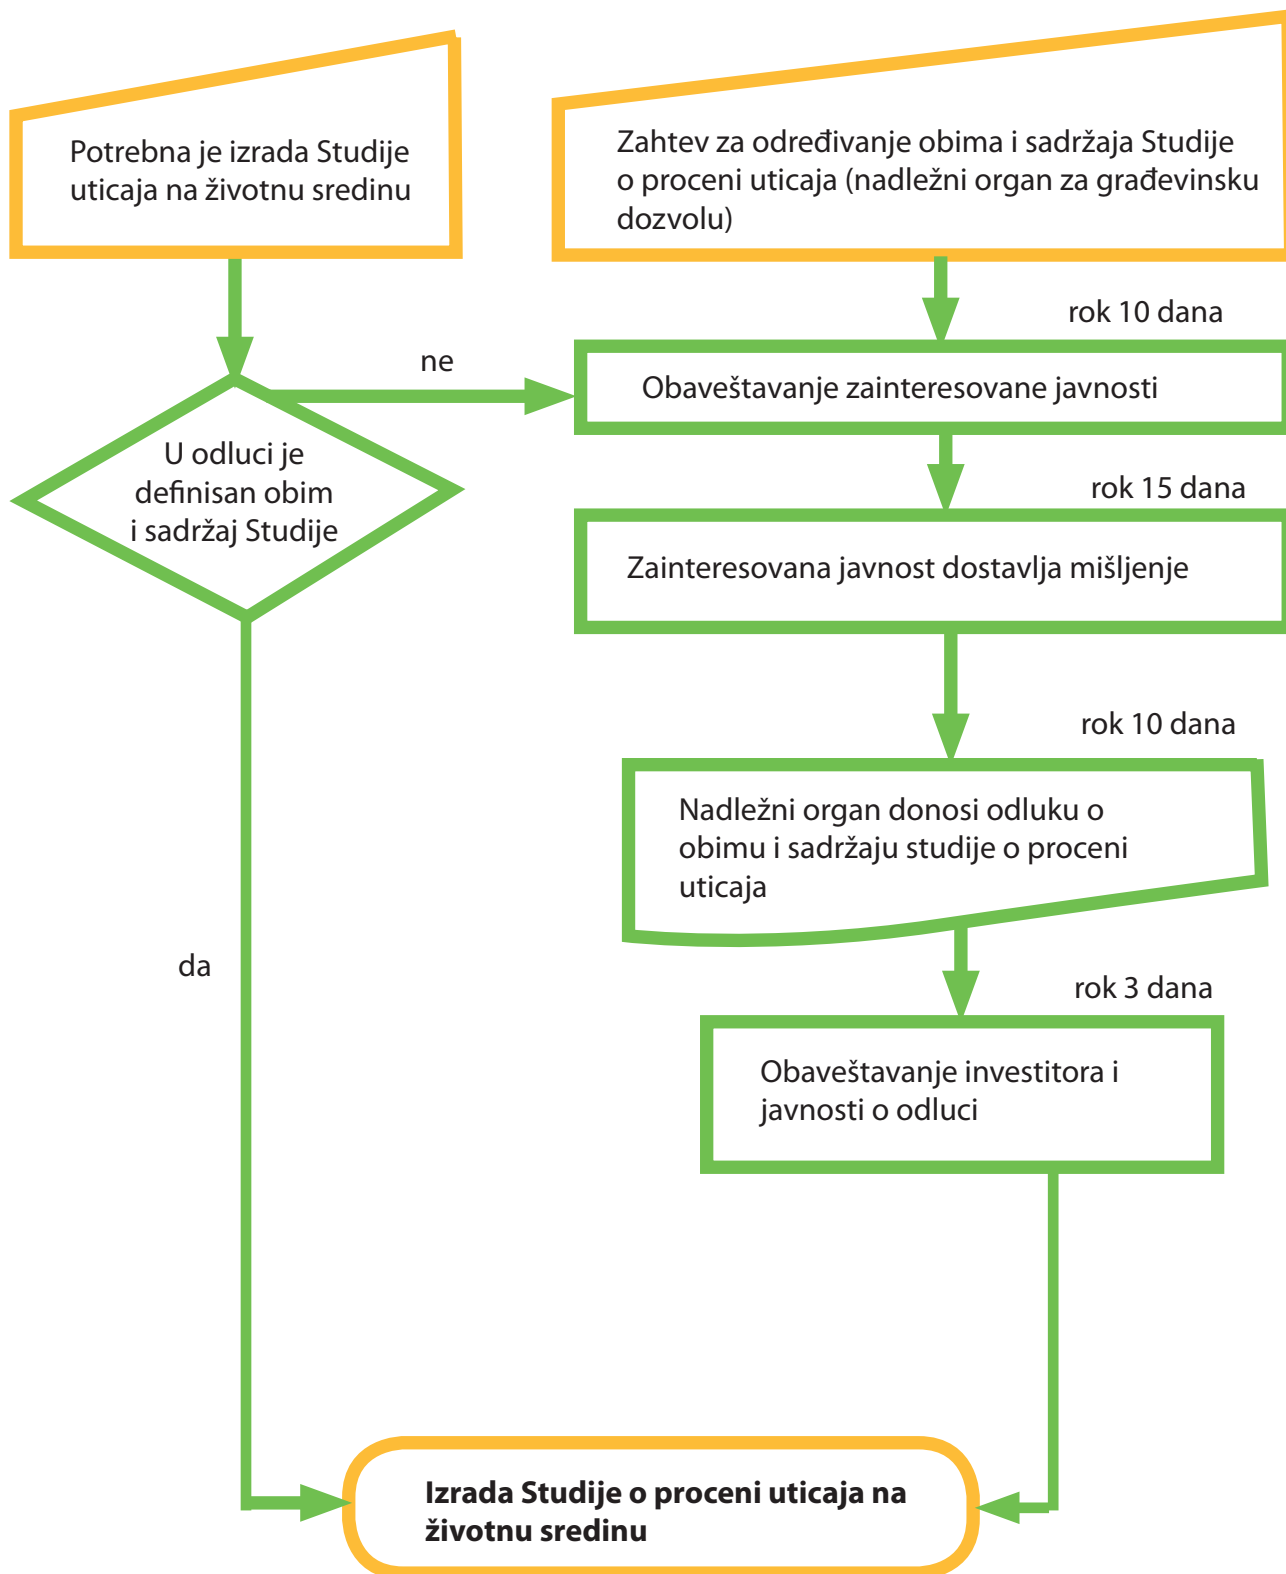 Potrebna je izrada Studije
uticaja na životnu sredinu
Zahtev za određivanje obima i sadržaja Studije
o proceni uticaja (nadležni organ za građevinsku
dozvolu)
rok 10 dana
ne
Obaveštavanje zainteresovane javnosti
U odluci je
definisan obim
i sadržaj Studije
rok 15 dana
Zainteresovana javnost dostavlja mišljenje
rok 10 dana
Nadležni organ donosi odluku o
obimu i sadržaju studije o proceni
uticaja
da
rok 3 dana
Obaveštavanje investitora i
javnosti o odluci
Izrada Studije o proceni uticaja na
životnu sredinu